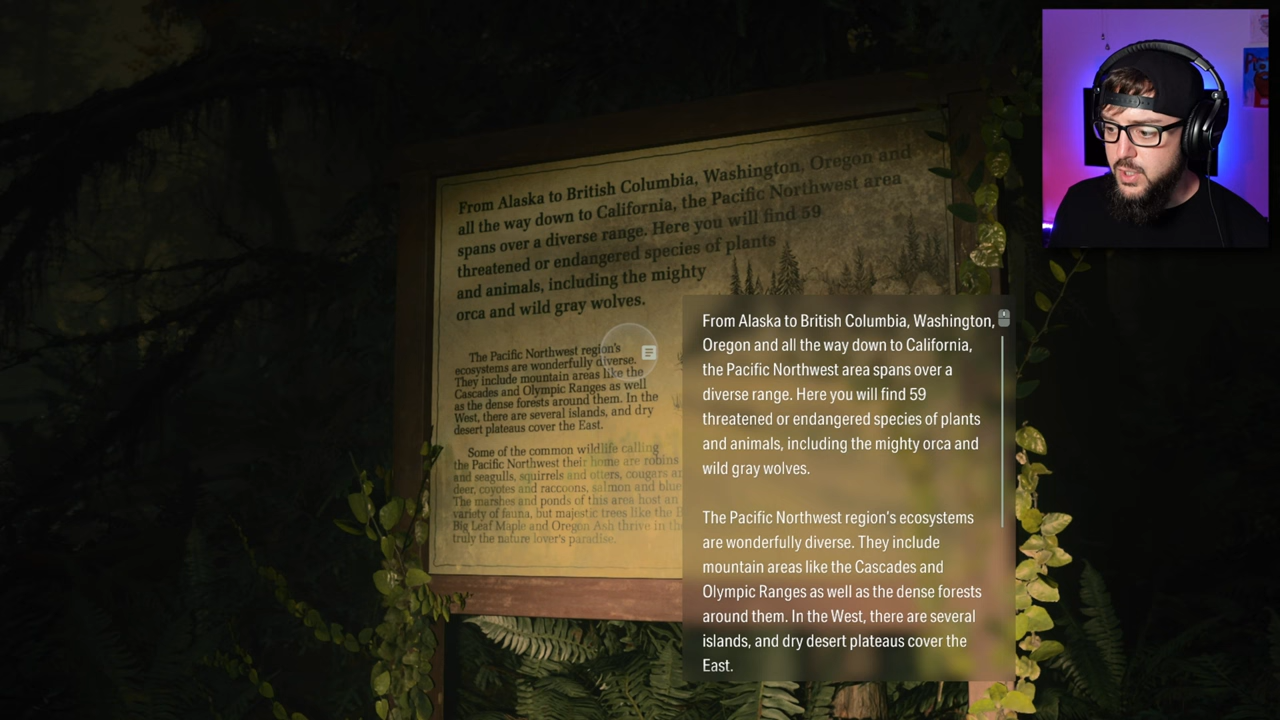 From Alaska to British Columbia, Washington, Oregon and
all the way down to California, the Pacific Northwest area
spans over a diverse range. Here you will find 59
threatened or endangered species of plants
and animals, including the mighty
orca and wild gray wolves.
The Pacific Northwest region's
ecosystems are wonderfully diverse.
They include mountain areas like the
Cascades and Olympic Ranges as well
as the dense forests around them. In the
West, there are several islands, and dry
desert plateaus cover the East.
Some of the common wildlife calling
the Pacific Northwest their home are robins
and seagulls, squirrels and otters, cougars
deer, coyotes and raccoons, salmon and blue
The marshes and ponds of this area host an
variety of fauna, but majestic trees like the
Big Leaf Maple and Oregon Ash thrive in the
truly the nature lover's paradise.
From Alaska to British Columbia, Washington,
Oregon and all the way down to California,
the Pacific Northwest area spans over a
diverse range. Here you will find 59
threatened or endangered species of plants
and animals, including the mighty orca and
wild gray wolves.
The Pacific Northwest region's ecosystems
are wonderfully diverse. They include
mountain areas like the Cascades and
Olympic Ranges as well as the dense forests
around them. In the West, there are several
islands, and dry desert plateaus cover the
East.